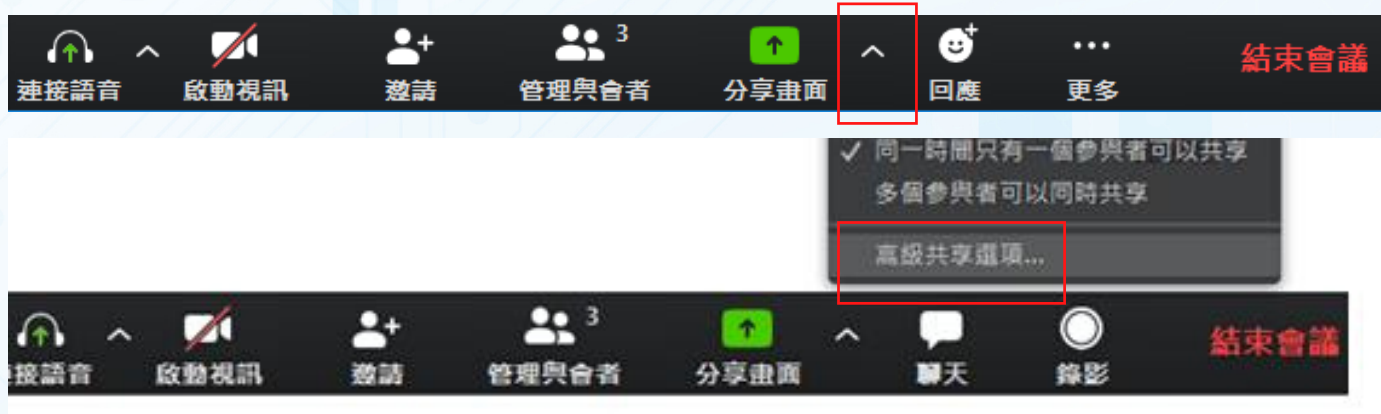 3
連接語音 啟動視訊 邀請 管理與會者 分享畫面 回應 更多 結束會議
✓ 同一時間只有一個參與者可以共享
多個參與者可以同時共享
高級共享選項...
3
接語音 啟動視訊 邀請 管理與會者 分享畫面 聊天 錄影 結束會議